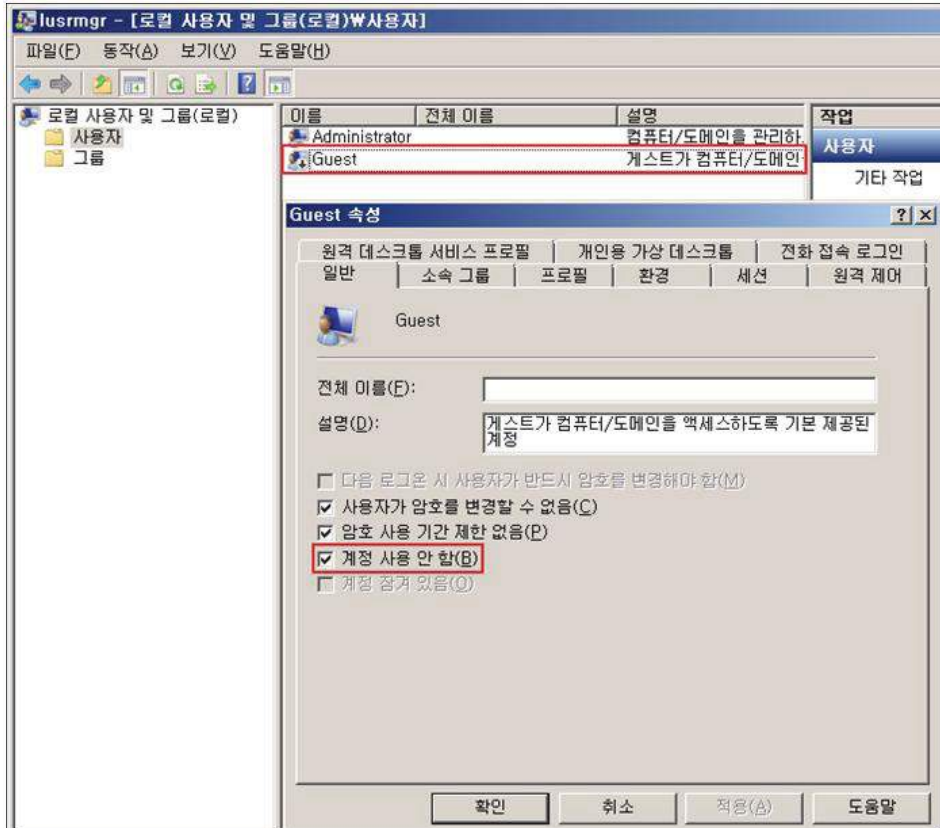 lusrmgr - [로컬 사용자 및 그룹(로컬)₩사용자]
파일(F) 동작(A) 보기(V) 도움말(H)
로컬 사용자 및 그룹(로컬)
사용자
그룹
이름 전체 이름 설명
Administrator 컴퓨터/도메인을 관리하.
Guest 게스트가 컴퓨터/도메인
작업
사용자
기타 작업
Guest 속성
원격 데스크톱 서비스 프로필 개인용 가상 데스크톱 전화 접속 로그인
일반 소속 그룹 프로필 환경 세션 원격 제어
Guest
전체 이름(F):
설명(D): 게스트가 컴퓨터/도메인을 액세스하도록 기본 제공된
계정
다음 로그온 시 사용자가 반드시 암호를 변경해야 함(M)
사용자가 암호를 변경할 수 없음(C)
암호 사용 기간 제한 없음(P)
계정 사용 안 함(B)
계정 잠겨 있음(O)
확인 취소 적용(A) 도움말